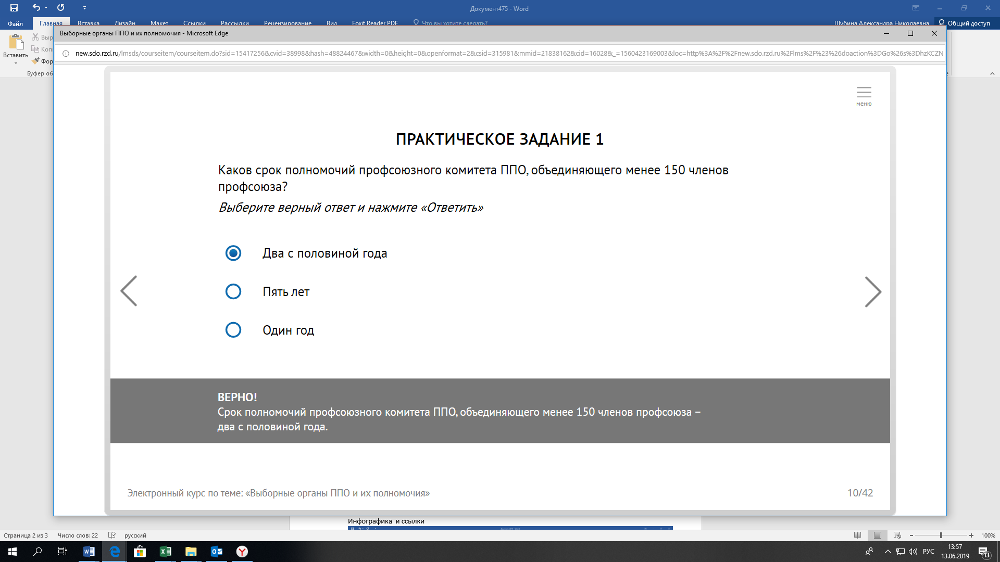 Документ475 - Word
Файл
Главная
Вставка
Дизайн
Макет
Ссылки
Рассылки
Рецензирование
Вид
Foxit Reader PDF
Что вы хотите сделать?
Шубина Александра Николаевна
Общий доступ
Вставить
Выр
Копи
Фор
Буфер об
Выборные органы ППО и их полномочия - Microsoft Edge
new.sdo.rzd.ru/lmsds/courseitem/courseitem.do?sid=15417256&cvid=38998&hash=48824467&width=0&height=0&openformat=2&csid=315981&mmid=21838162&cid=16028&_=1560423169003&loc=http%3A%2F%2Fnew.sdo.rzd.ru%2Flms%2F%23%26doaction%3DGo%26s%3DhzKCZN
меню
ПРАКТИЧЕСКОЕ ЗАДАНИЕ 1
Каков срок полномочий профсоюзного комитета ППО, объединяющего менее 150 членов
профсоюза?
Выберите верный ответ и нажмите «Ответить»
Два с половиной года
Пять лет
Один год
ВЕРНО!
Срок полномочий профсоюзного комитета ППО, объединяющего менее 150 членов профсоюза –
два с половиной года.
Электронный курс по теме: «Выборные органы ППО и их полномочия»
10/42
Инфографика и ссылки
Страница 2 из 3
Число слов: 22
русский
100%
РУС
13:57
13.06.2019
13